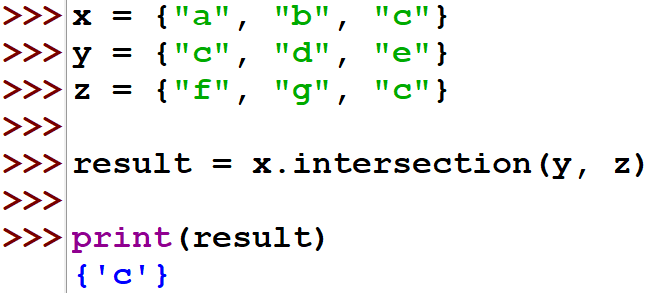 >>> x = {"a", "b", "c"}
>>> y = {"c", "d", "e"}
>>> z = {"f", "g", "c"}
>>>
>>> result = x.intersection(y, z)
>>>
>>> print(result)
{'c'}